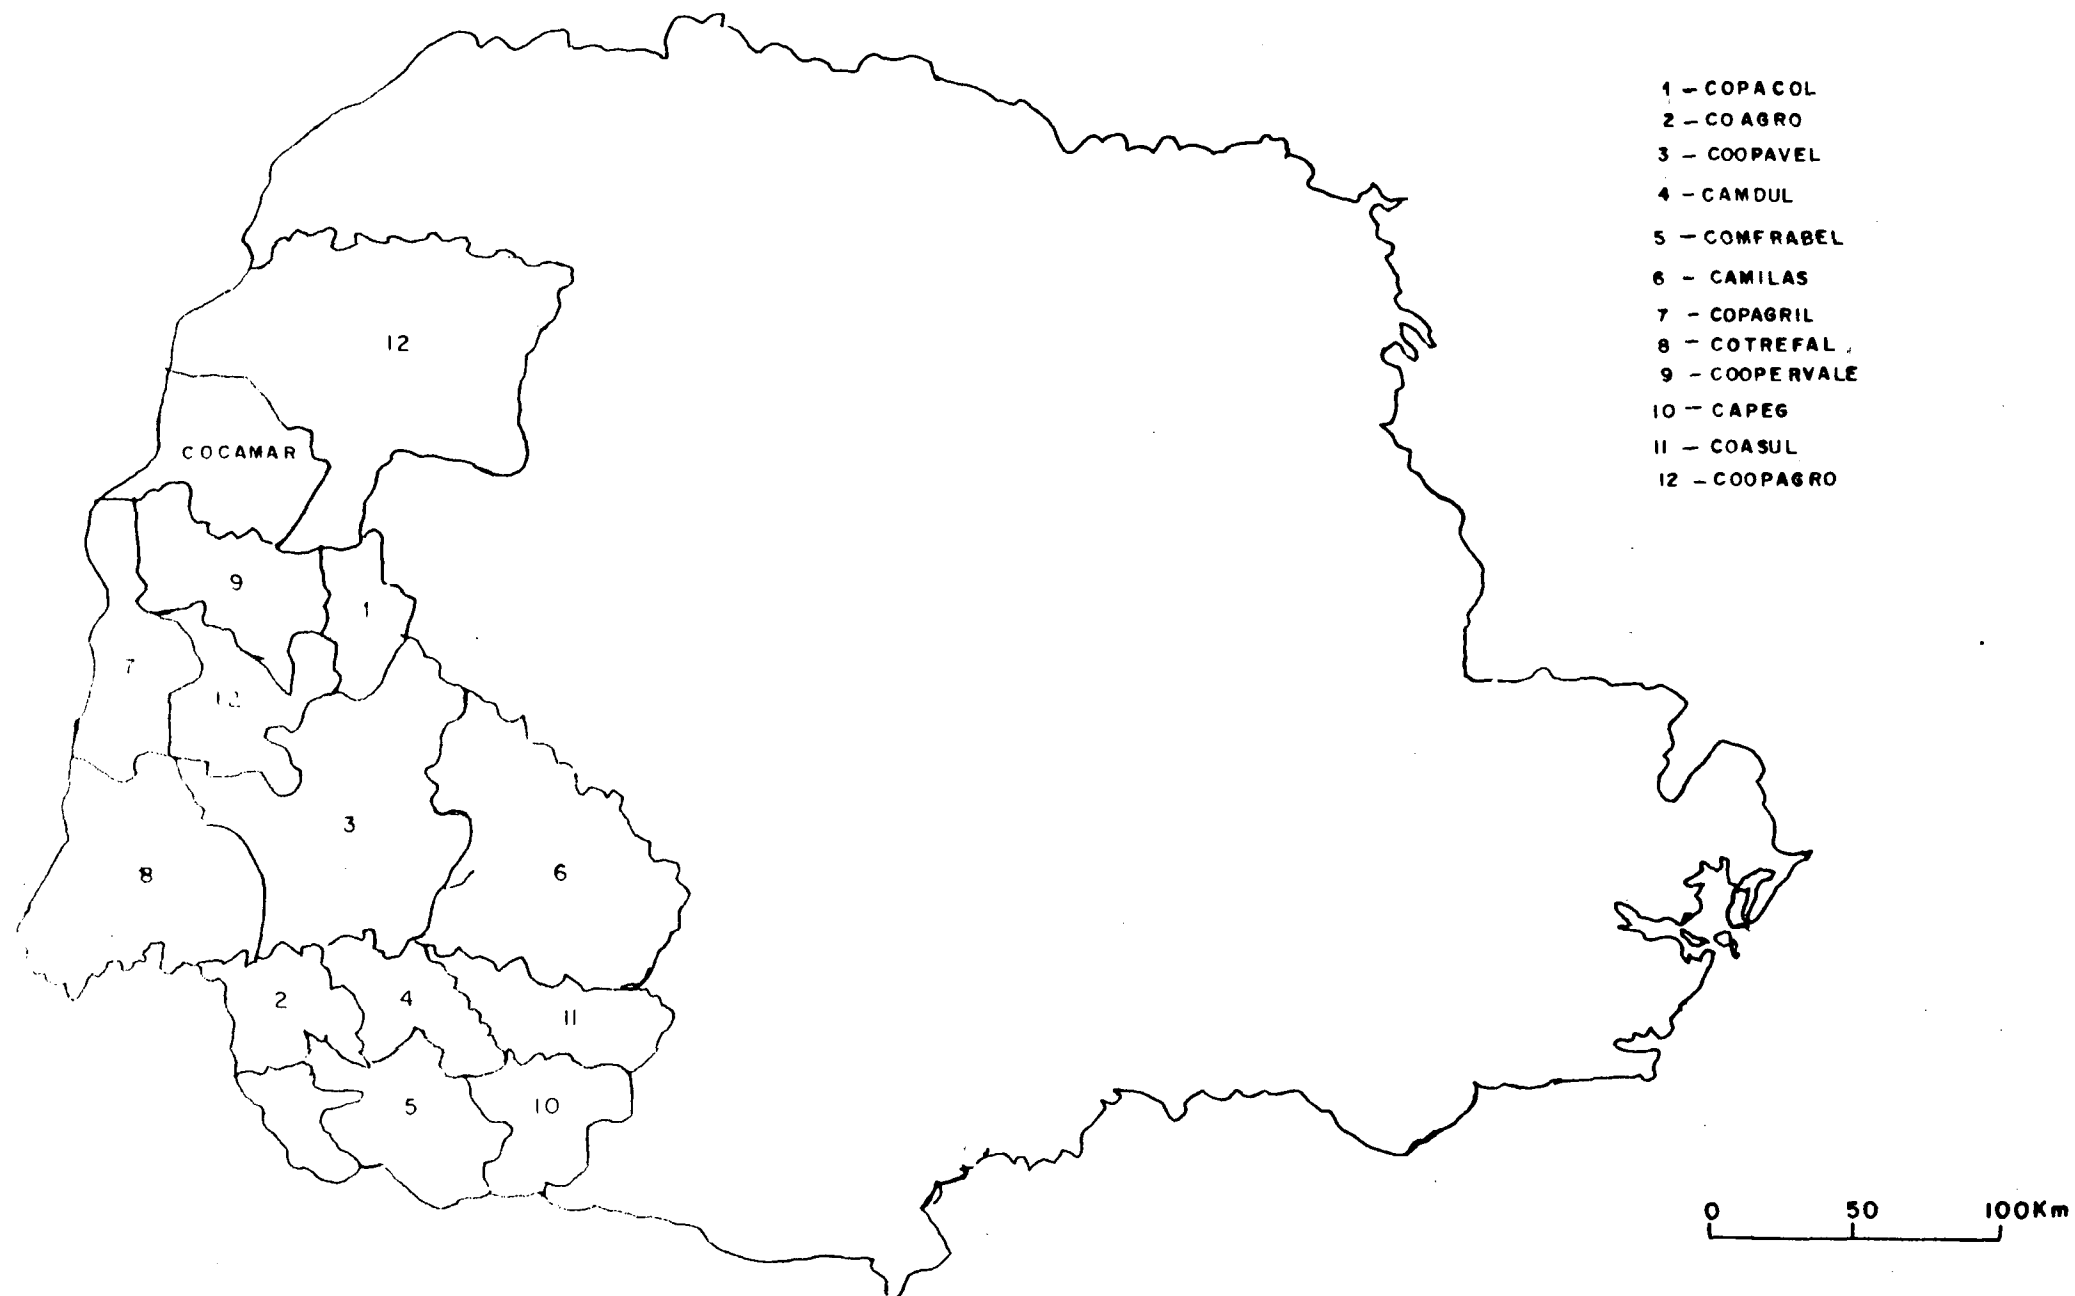 1 - COPACOL
2 - COAGRO
3 - COOPAVEL
4 - CAMDUL
5 - COMFRABEL
6 - CAMILAS
7 - COPAGRIL
8 - COTREFAL
9 - COOPERVALE
10 - CAPEG
11 - COASUL
12 - COOPAGRO
12
COCAMAR
9
1
7
12
3
8
6
2
4
11
5
10
0 50 100Km